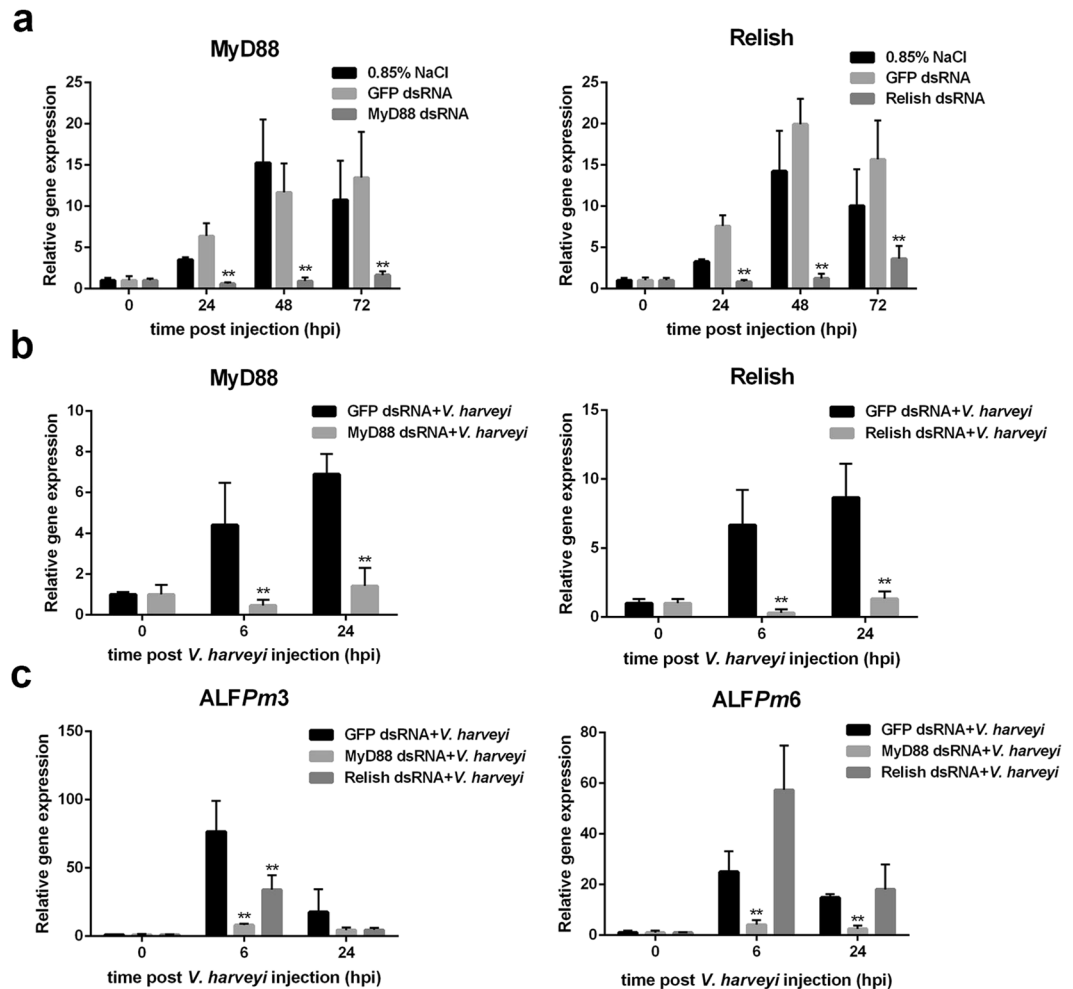 a
MyD88
0.85% NaCl
GFP dsRNA
MyD88 dsRNA
Relative gene expression
25
20
15
10
5
0
** ** **
0 24 48 72
time post injection (hpi)
Relish
0.85% NaCl
GFP dsRNA
Relish dsRNA
Relative gene expression
25
20
15
10
5
0
** ** **
0 24 48 72
time post injection (hpi)
b
MyD88
GFP dsRNA+V. harveyi
MyD88 dsRNA+V. harveyi
Relative gene expression
10
8
6
4
2
0
** **
0 6 24
time post V. harveyi injection (hpi)
Relish
GFP dsRNA+V. harveyi
Relish dsRNA+V. harveyi
Relative gene expression
15
10
5
0
** **
0 6 24
time post V. harveyi injection (hpi)
c
ALFPm3
GFP dsRNA+V. harveyi
MyD88 dsRNA+V. harveyi
Relish dsRNA+V. harveyi
Relative gene expression
150
100
50
0
** **
0 6 24
time post V. harveyi injection (hpi)
ALFPm6
GFP dsRNA+V. harveyi
MyD88 dsRNA+V. harveyi
Relish dsRNA+V. harveyi
Relative gene expression
80
60
40
20
0
** **
0 6 24
time post V. harveyi injection (hpi)